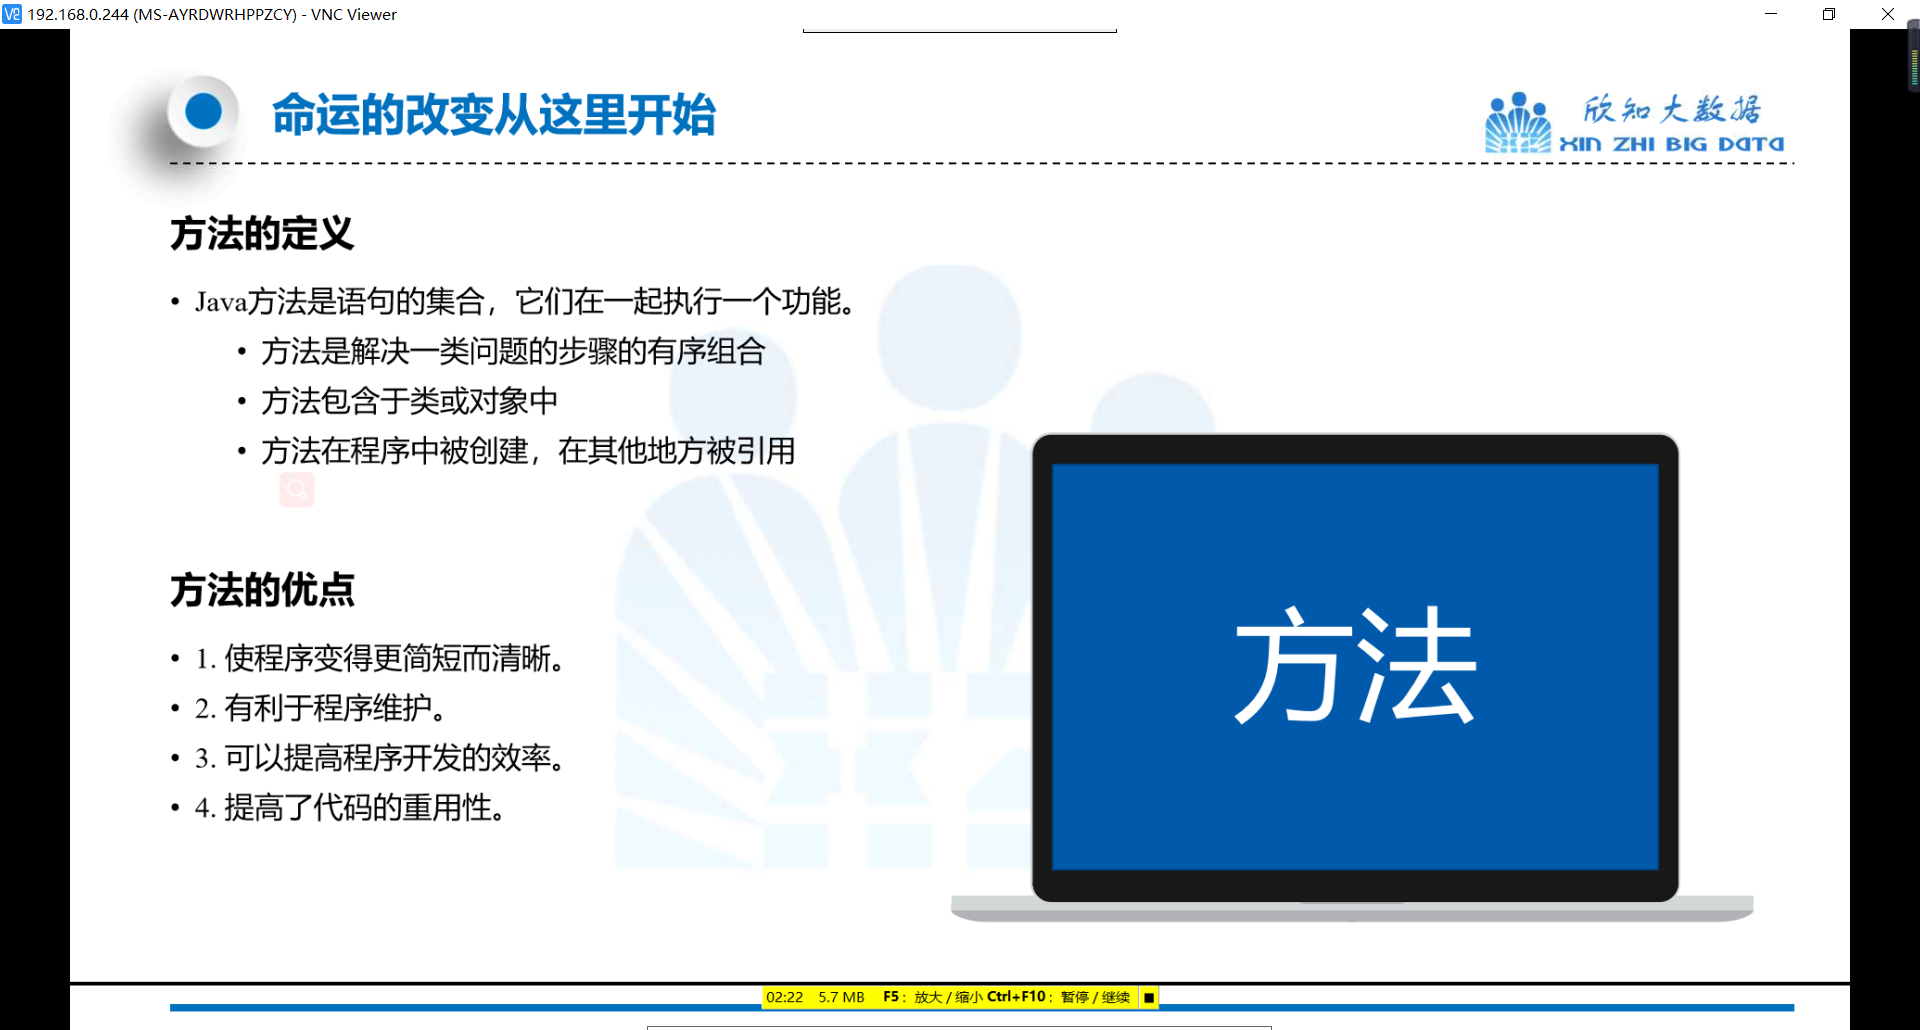 192.168.0.244 (MS-AYRDWRHPPZCY) - VNC Viewer
命运的改变从这里开始
欣知大数据
XIN ZHI BIG DATA
方法的定义
• Java方法是语句的集合，它们在一起执行一个功能。
• 方法是解决一类问题的步骤的有序组合
• 方法包含于类或对象中
• 方法在程序中被创建，在其他地方被引用
方法的优点
• 1. 使程序变得更简短而清晰。
• 2. 有利于程序维护。
• 3. 可以提高程序开发的效率。
• 4. 提高了代码的重用性。
方法
02:22 5.7 MB F5：放大 / 缩小 Ctrl+F10：暂停 / 继续